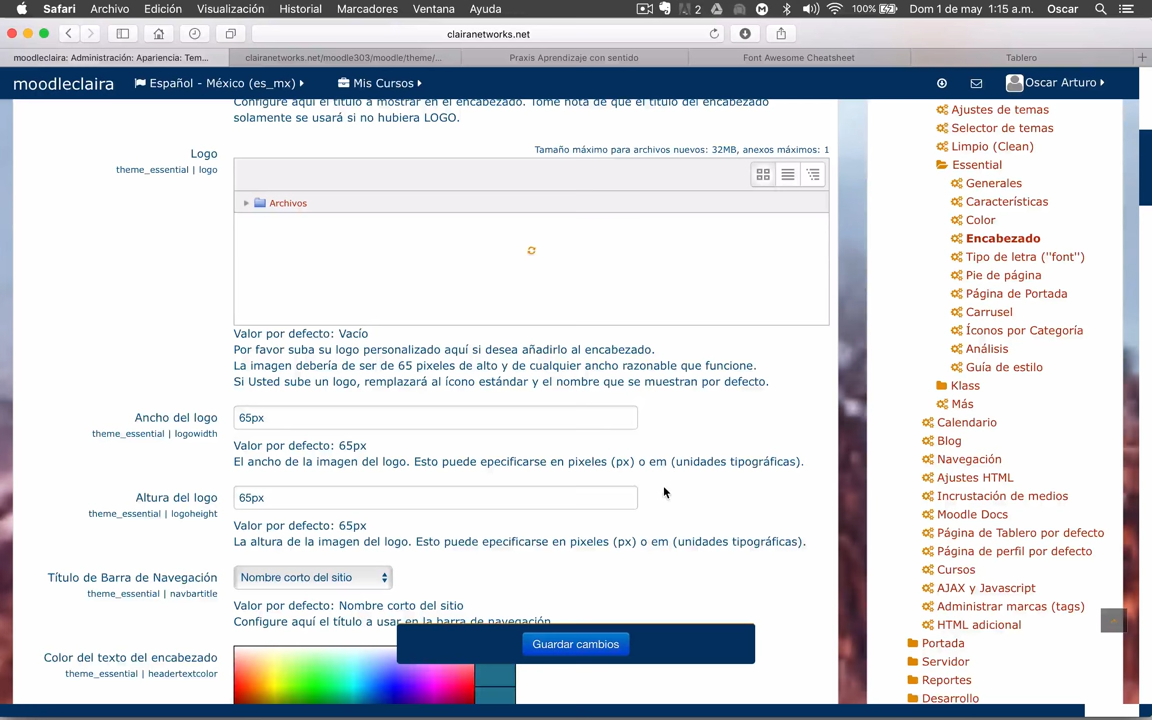 Safari Archivo Edición Visualización Historial Marcadores Ventana Ayuda 2 100% Dom 1 de may 1:15 a.m. Oscar
clairanetworks.net
moodleclaira: Administración: Apariencia: Tem... clairanetworks.net/moodle303/moodle/theme/... Praxis Aprendizaje con sentido Font Awesome Cheatsheet Tablero
moodleclaira Español - México (es_mx) Mis Cursos Oscar Arturo
Configure aquí el título a mostrar en el encabezado. Tome nota de que el título del encabezado
solamente se usará si no hubiera LOGO.
Logo
theme_essential | logo
Tamaño máximo para archivos nuevos: 32MB, anexos máximos: 1
Archivos
Valor por defecto: Vacío
Por favor suba su logo personalizado aquí si desea añadirlo al encabezado.
La imagen debería de ser de 65 pixeles de alto y de cualquier ancho razonable que funcione.
Si Usted sube un logo, remplazará al ícono estándar y el nombre que se muestran por defecto.
Ancho del logo
theme_essential | logowidth
65px
Valor por defecto: 65px
El ancho de la imagen del logo. Esto puede epecificarse en pixeles (px) o em (unidades tipográficas).
Altura del logo
theme_essential | logoheight
65px
Valor por defecto: 65px
La altura de la imagen del logo. Esto puede epecificarse en pixeles (px) o em (unidades tipográficas).
Título de Barra de Navegación
theme_essential | navbartitle
Nombre corto del sitio
Valor por defecto: Nombre corto del sitio
Configure aquí el título a usar en la barra de navegación.
Guardar cambios
Color del texto del encabezado
theme_essential | headertextcolor
Ajustes de temas
Selector de temas
Limpio (Clean)
Essential
Generales
Características
Color
Encabezado
Tipo de letra ("font")
Pie de página
Página de Portada
Carrusel
Íconos por Categoría
Análisis
Guía de estilo
Klass
Más
Calendario
Blog
Navegación
Ajustes HTML
Incrustación de medios
Moodle Docs
Página de Tablero por defecto
Página de perfil por defecto
Cursos
AJAX y Javascript
Administrar marcas (tags)
HTML adicional
Portada
Servidor
Reportes
Desarrollo